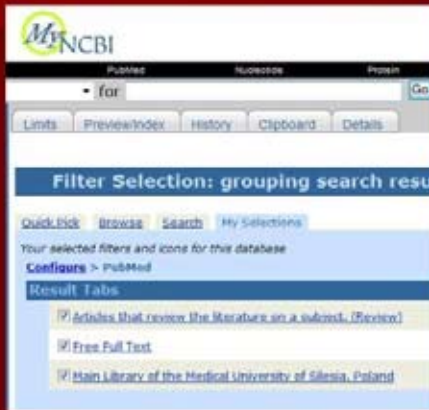 My NCBI
PubMed Nucleotide Protein
for Go
Limits Preview/Index History Clipboard Details
Filter Selection: grouping search resu
Quick Pick Browse Search My Selections
Your selected filters and icons for this database
Configure > PubMed
Result Tabs
Articles that review the literature on a subject. (Review)
Free Full Text
Main Library of the Medical University of Silesia, Poland